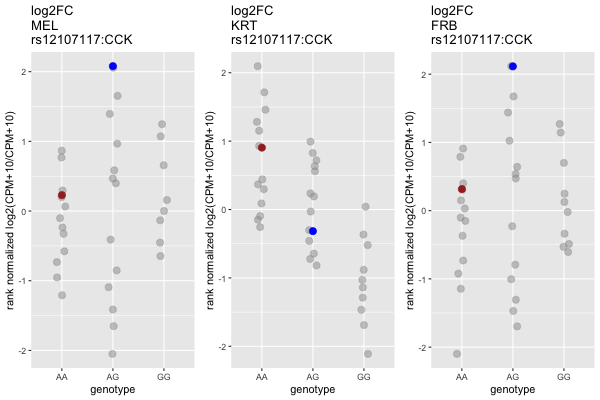 log2FC
MEL
rs12107117:CCK
rank normalized log2(CPM+10/CPM+10)
2
1
0
-1
-2
AA
AG
GG
genotype
log2FC
KRT
rs12107117:CCK
rank normalized log2(CPM+10/CPM+10)
2
1
0
-1
-2
AA
AG
GG
genotype
log2FC
FRB
rs12107117:CCK
rank normalized log2(CPM+10/CPM+10)
2
1
0
-1
-2
AA
AG
GG
genotype